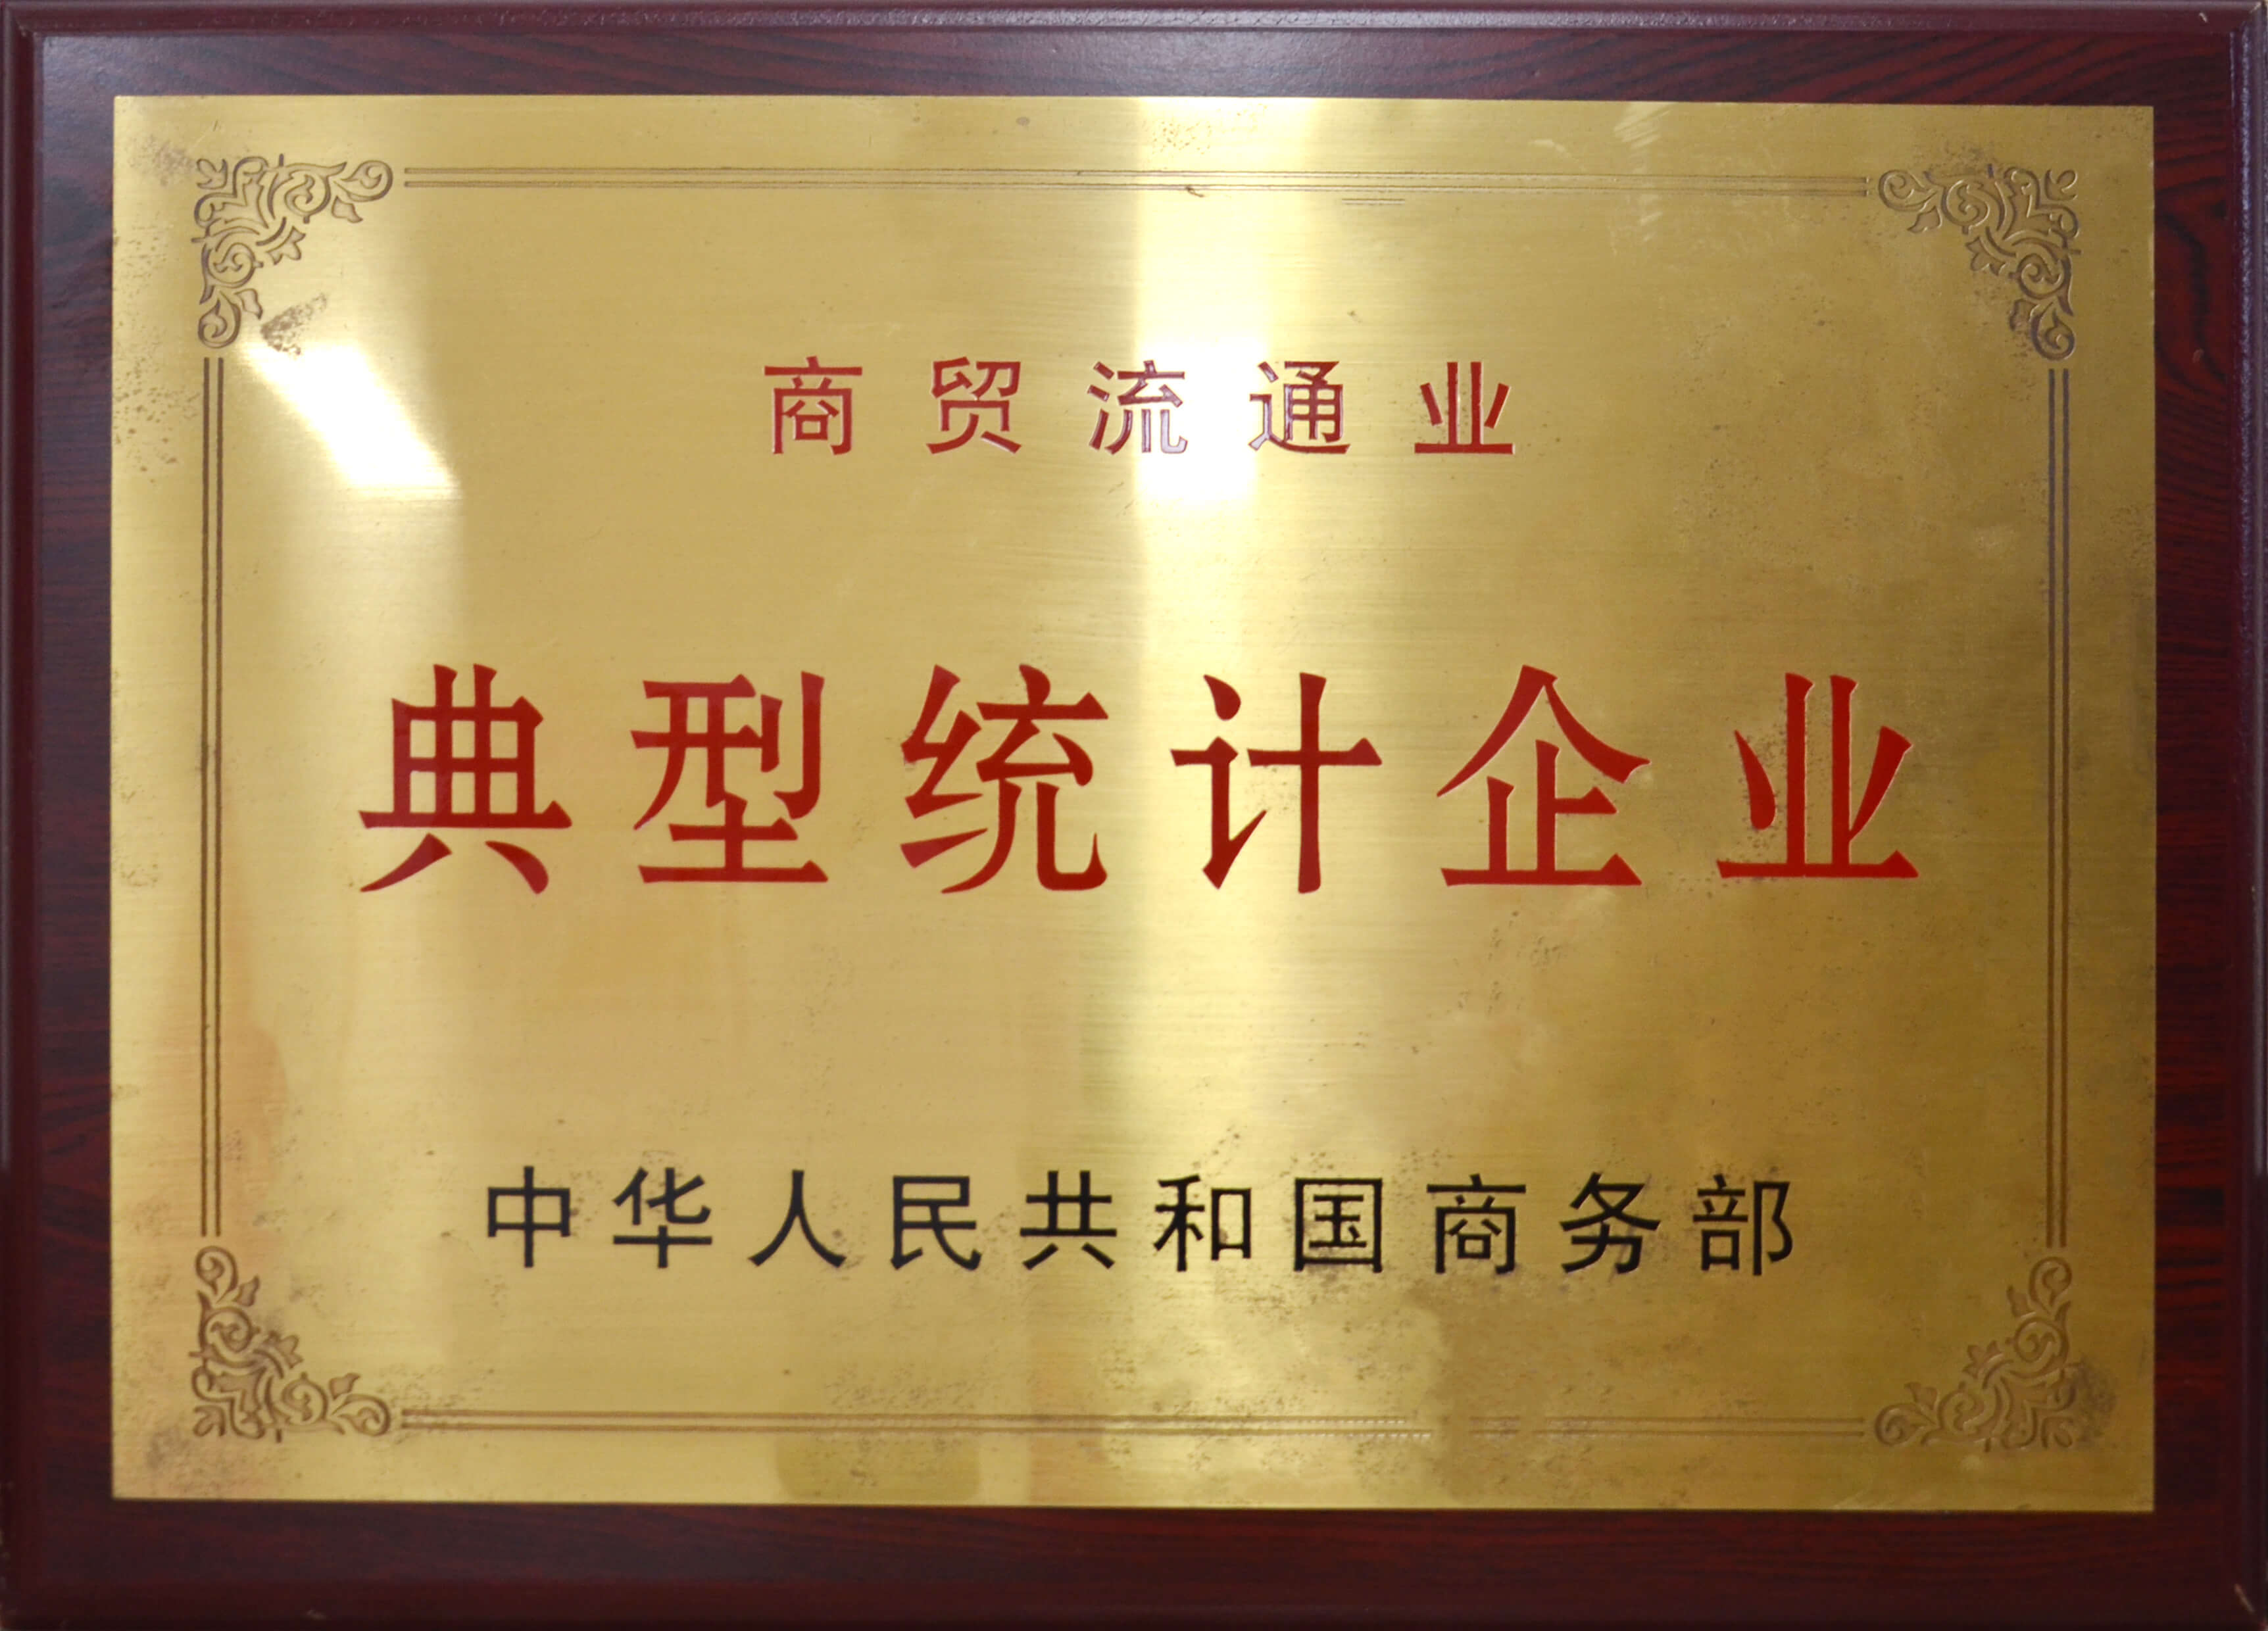 商贸流通业
典型统计企业
中华人民共和国商务部